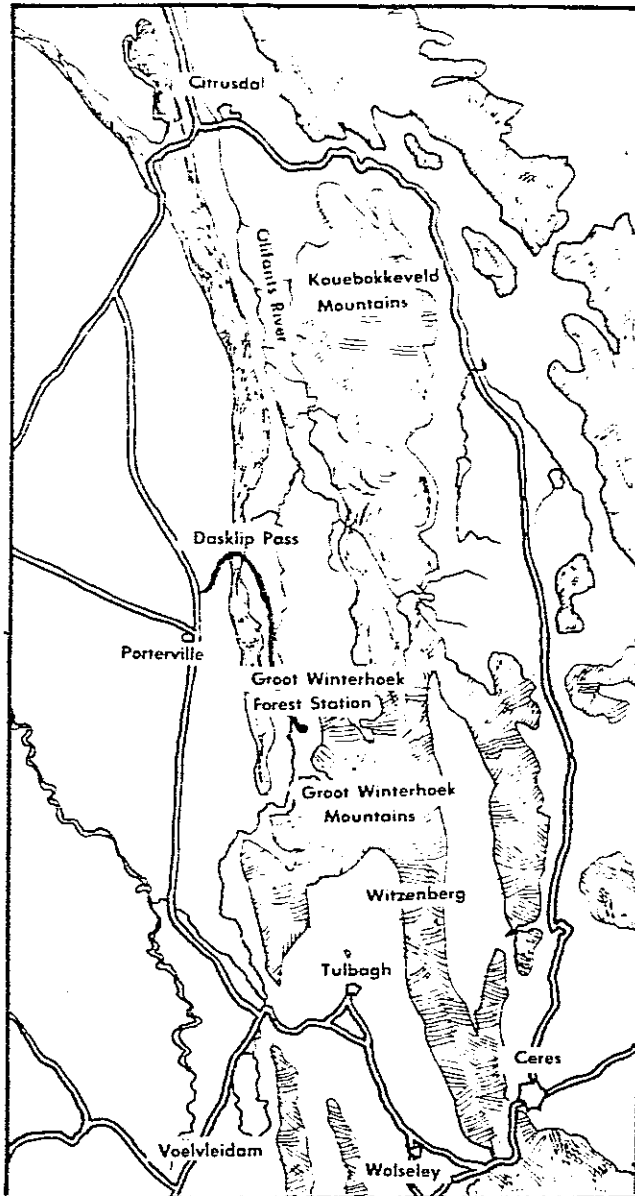 Citrusdal
Olifants River
Kouebokkeveld
Mountains
Dasklip Pass
Porterville
Groot Winterhoek
Forest Station
Groot Winterhoek
Mountains
Witzenberg
Tulbagh
Ceres
Voelvleidam
Wolseley